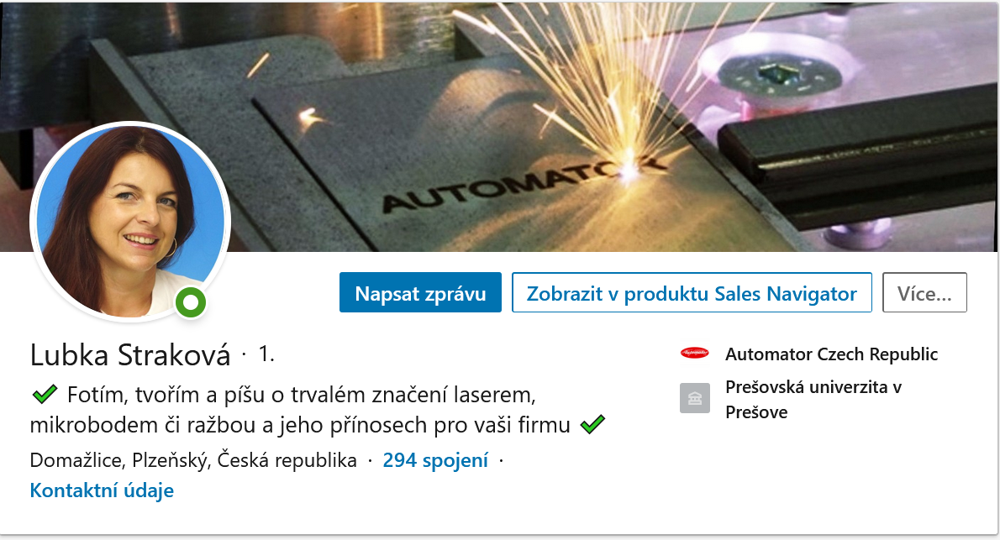 AUTOMATOR
Napsat zprávu
Zobrazit v produktu Sales Navigator
Více...
Lubka Straková · 1.
✔ Fotím, tvořím a píšu o trvalém značení laserem,
mikrobodem či ražbou a jeho přínosech pro vaši firmu ✔
Domažlice, Plzeňský, Česká republika · 294 spojení ·
Kontaktní údaje
Automator Czech Republic
Prešovská univerzita v
Prešove